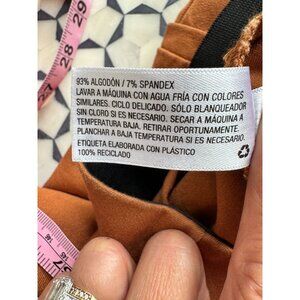 93% ALGODÓN / 7% SPANDEX
LAVAR A MÁQUINA CON AGUA FRÍA CON COLORES
SIMILARES. CICLO DELICADO. SÓLO BLANQUEADOR
SIN CLORO SI ES NECESARIO. SECAR A MÁQUINA A
TEMPERATURA BAJA. RETIRAR OPORTUNAMENTE.
PLANCHAR A BAJA TEMPERATURA SI ES NECESARIO.
ETIQUETA ELABORADA CON PLÁSTICO
100% RECICLADO
29
28
27